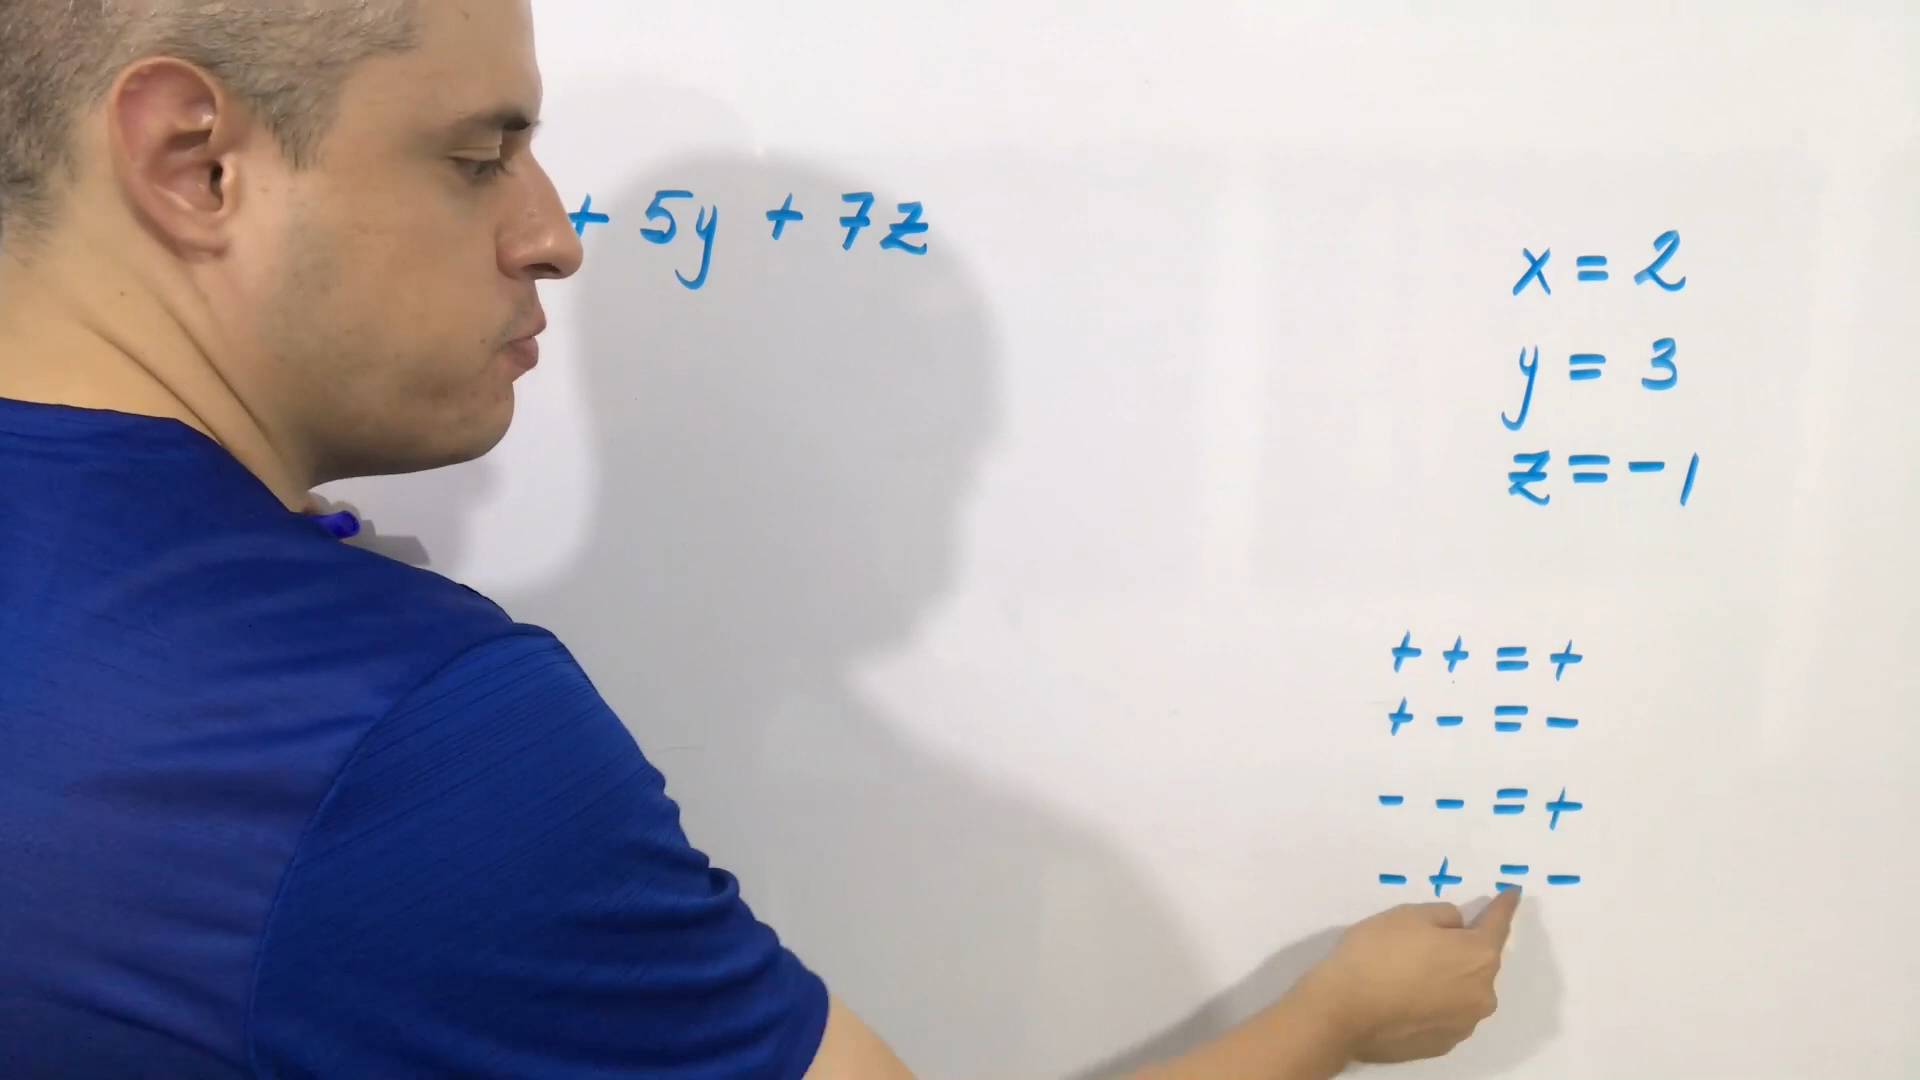 + 5y + 7z
x = 2
y = 3
z = -1
+ + = +
+ - = -
- - = +
- + = -